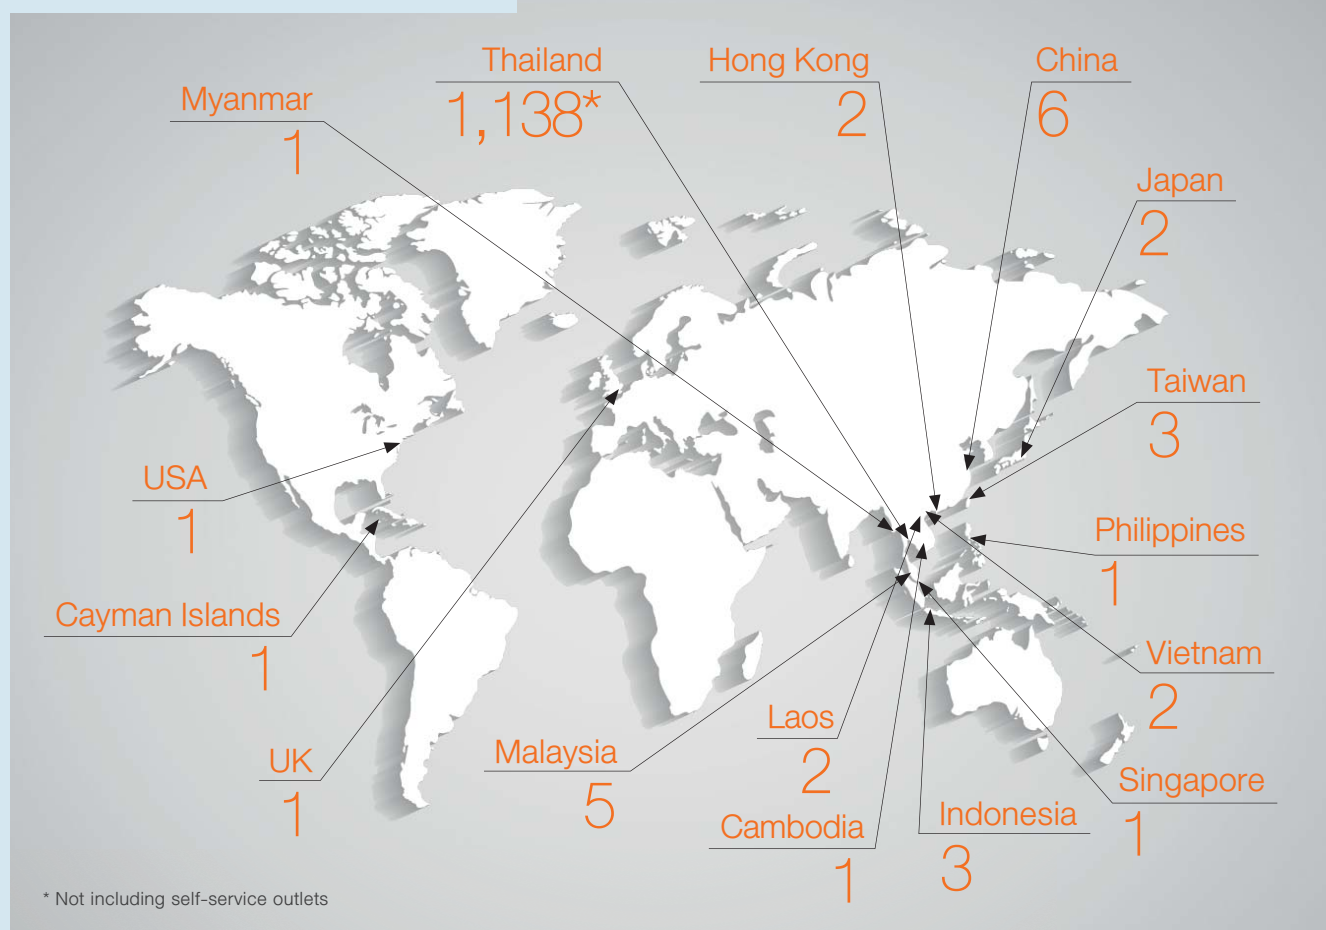 Thailand
1,138*
Hong Kong
2
China
6
Myanmar
1
Japan
2
Taiwan
3
USA
1
Philippines
1
Cayman Islands
1
Vietnam
2
Laos
2
UK
1
Malaysia
5
Singapore
1
Cambodia
1
Indonesia
3
* Not including self-service outlets